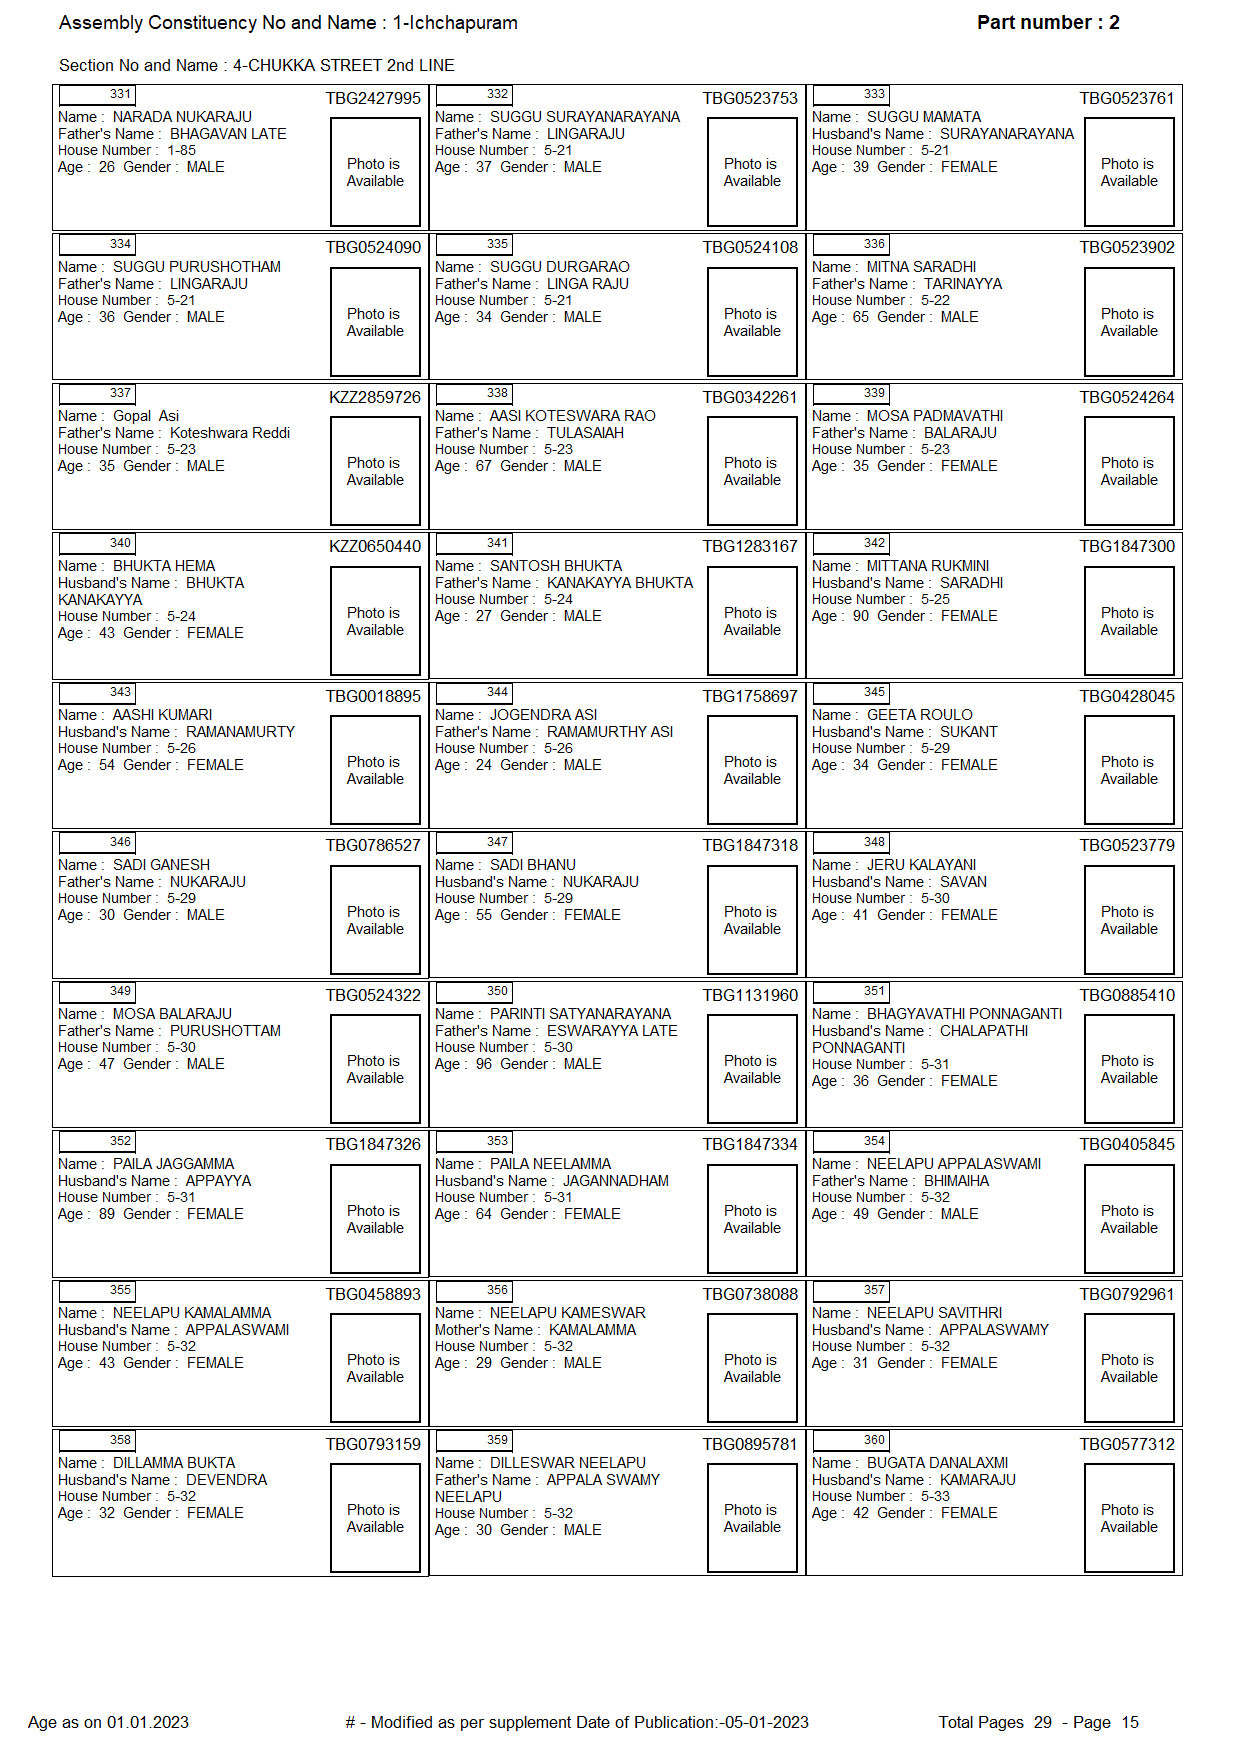 Assembly Constituency No and Name : 1-Ichchapuram
Part number : 2
Section No and Name : 4-CHUKKA STREET 2nd LINE
331
TBG2427995
Name : NARADA NUKARAJU
Father's Name : BHAGAVAN LATE
House Number : 1-85
Age : 26 Gender : MALE
Photo is
Available
332
TBG0523753
Name : SUGGU SURAYANARAYANA
Father's Name : LINGARAJU
House Number : 5-21
Age : 37 Gender : MALE
Photo is
Available
333
TBG0523761
Name : SUGGU MAMATA
Husband's Name : SURAYANARAYANA
House Number : 5-21
Age : 39 Gender : FEMALE
Photo is
Available
334
TBG0524090
Name : SUGGU PURUSHOTHAM
Father's Name : LINGARAJU
House Number : 5-21
Age : 36 Gender : MALE
Photo is
Available
335
TBG0524108
Name : SUGGU DURGARAO
Father's Name : LINGA RAJU
House Number : 5-21
Age : 34 Gender : MALE
Photo is
Available
336
TBG0523902
Name : MITNA SARADHI
Father's Name : TARINAYYA
House Number : 5-22
Age : 65 Gender : MALE
Photo is
Available
337
KZZ2859726
Name : Gopal Asi
Father's Name : Koteshwara Reddi
House Number : 5-23
Age : 35 Gender : MALE
Photo is
Available
338
TBG0342261
Name : AASI KOTESWARA RAO
Father's Name : TULASAIAH
House Number : 5-23
Age : 67 Gender : MALE
Photo is
Available
339
TBG0524264
Name : MOSA PADMAVATHI
Father's Name : BALARAJU
House Number : 5-23
Age : 35 Gender : FEMALE
Photo is
Available
340
KZZ0650440
Name : BHUKTA HEMA
Husband's Name : BHUKTA
KANAKAYYA
House Number : 5-24
Age : 43 Gender : FEMALE
Photo is
Available
341
TBG1283167
Name : SANTOSH BHUKTA
Father's Name : KANAKAYYA BHUKTA
House Number : 5-24
Age : 27 Gender : MALE
Photo is
Available
342
TBG1847300
Name : MITTANA RUKMINI
Husband's Name : SARADHI
House Number : 5-25
Age : 90 Gender : FEMALE
Photo is
Available
343
TBG0018895
Name : AASHI KUMARI
Husband's Name : RAMANAMURTY
House Number : 5-26
Age : 54 Gender : FEMALE
Photo is
Available
344
TBG1758697
Name : JOGENDRA ASI
Father's Name : RAMAMURTHY ASI
House Number : 5-26
Age : 24 Gender : MALE
Photo is
Available
345
TBG0428045
Name : GEETA ROULO
Husband's Name : SUKANT
House Number : 5-29
Age : 34 Gender : FEMALE
Photo is
Available
346
TBG0786527
Name : SADI GANESH
Father's Name : NUKARAJU
House Number : 5-29
Age : 30 Gender : MALE
Photo is
Available
347
TBG1847318
Name : SADI BHANU
Husband's Name : NUKARAJU
House Number : 5-29
Age : 55 Gender : FEMALE
Photo is
Available
348
TBG0523779
Name : JERU KALAYANI
Husband's Name : SAVAN
House Number : 5-30
Age : 41 Gender : FEMALE
Photo is
Available
349
TBG0524322
Name : MOSA BALARAJU
Father's Name : PURUSHOTTAM
House Number : 5-30
Age : 47 Gender : MALE
Photo is
Available
350
TBG1131960
Name : PARINTI SATYANARAYANA
Father's Name : ESWARAYYA LATE
House Number : 5-30
Age : 96 Gender : MALE
Photo is
Available
351
TBG0885410
Name : BHAGYAVATHI PONNAGANTI
Husband's Name : CHALAPATHI
PONNAGANTI
House Number : 5-31
Age : 36 Gender : FEMALE
Photo is
Available
352
TBG1847326
Name : PAILA JAGGAMMA
Husband's Name : APPAYYA
House Number : 5-31
Age : 89 Gender : FEMALE
Photo is
Available
353
TBG1847334
Name : PAILA NEELAMMA
Husband's Name : JAGANNADHAM
House Number : 5-31
Age : 64 Gender : FEMALE
Photo is
Available
354
TBG0405845
Name : NEELAPU APPALASWAMI
Father's Name : BHIMAIHA
House Number : 5-32
Age : 49 Gender : MALE
Photo is
Available
355
TBG0458893
Name : NEELAPU KAMALAMMA
Husband's Name : APPALASWAMI
House Number : 5-32
Age : 43 Gender : FEMALE
Photo is
Available
356
TBG0738088
Name : NEELAPU KAMESWAR
Mother's Name : KAMALAMMA
House Number : 5-32
Age : 29 Gender : MALE
Photo is
Available
357
TBG0792961
Name : NEELAPU SAVITHRI
Husband's Name : APPALASWAMY
House Number : 5-32
Age : 31 Gender : FEMALE
Photo is
Available
358
TBG0793159
Name : DILLAMMA BUKTA
Husband's Name : DEVENDRA
House Number : 5-32
Age : 32 Gender : FEMALE
Photo is
Available
359
TBG0895781
Name : DILLESWAR NEELAPU
Father's Name : APPALA SWAMY
NEELAPU
House Number : 5-32
Age : 30 Gender : MALE
Photo is
Available
360
TBG0577312
Name : BUGATA DANALAXMI
Husband's Name : KAMARAJU
House Number : 5-33
Age : 42 Gender : FEMALE
Photo is
Available
Age as on 01.01.2023
# - Modified as per supplement Date of Publication:-05-01-2023
Total Pages 29 - Page 15